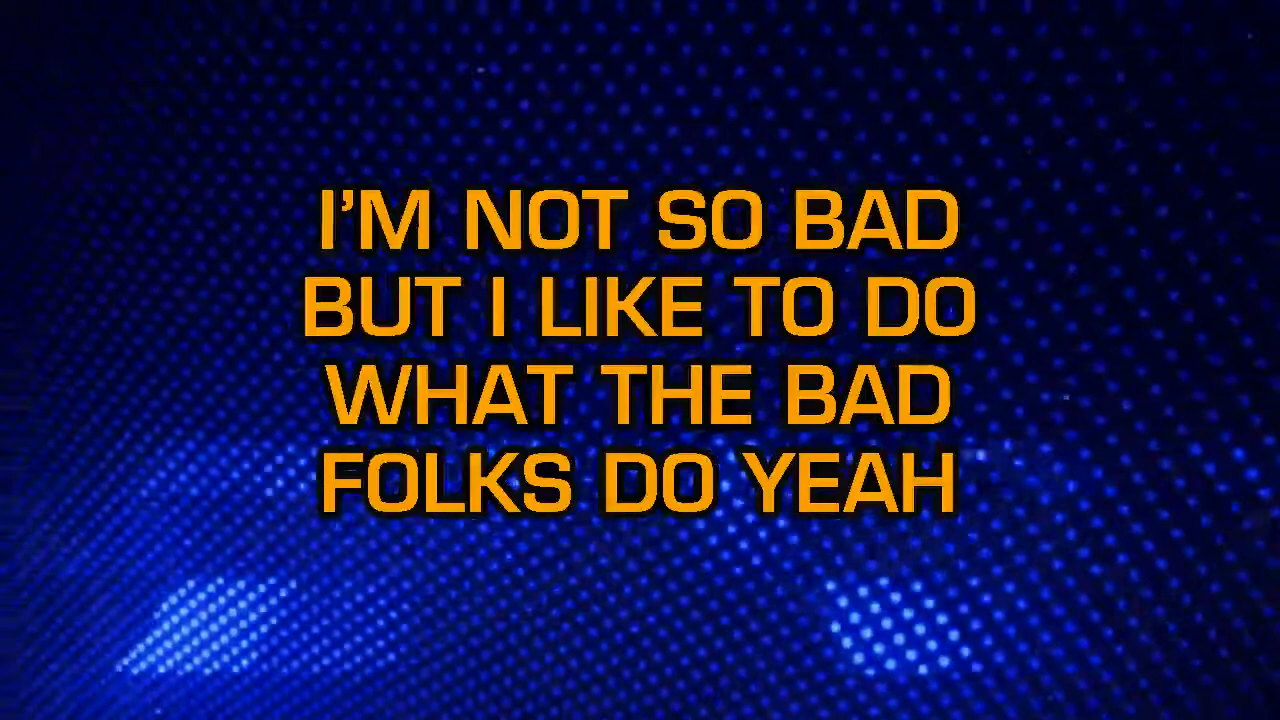 I'M NOT SO BAD
BUT I LIKE TO DO
WHAT THE BAD
FOLKS DO YEAH